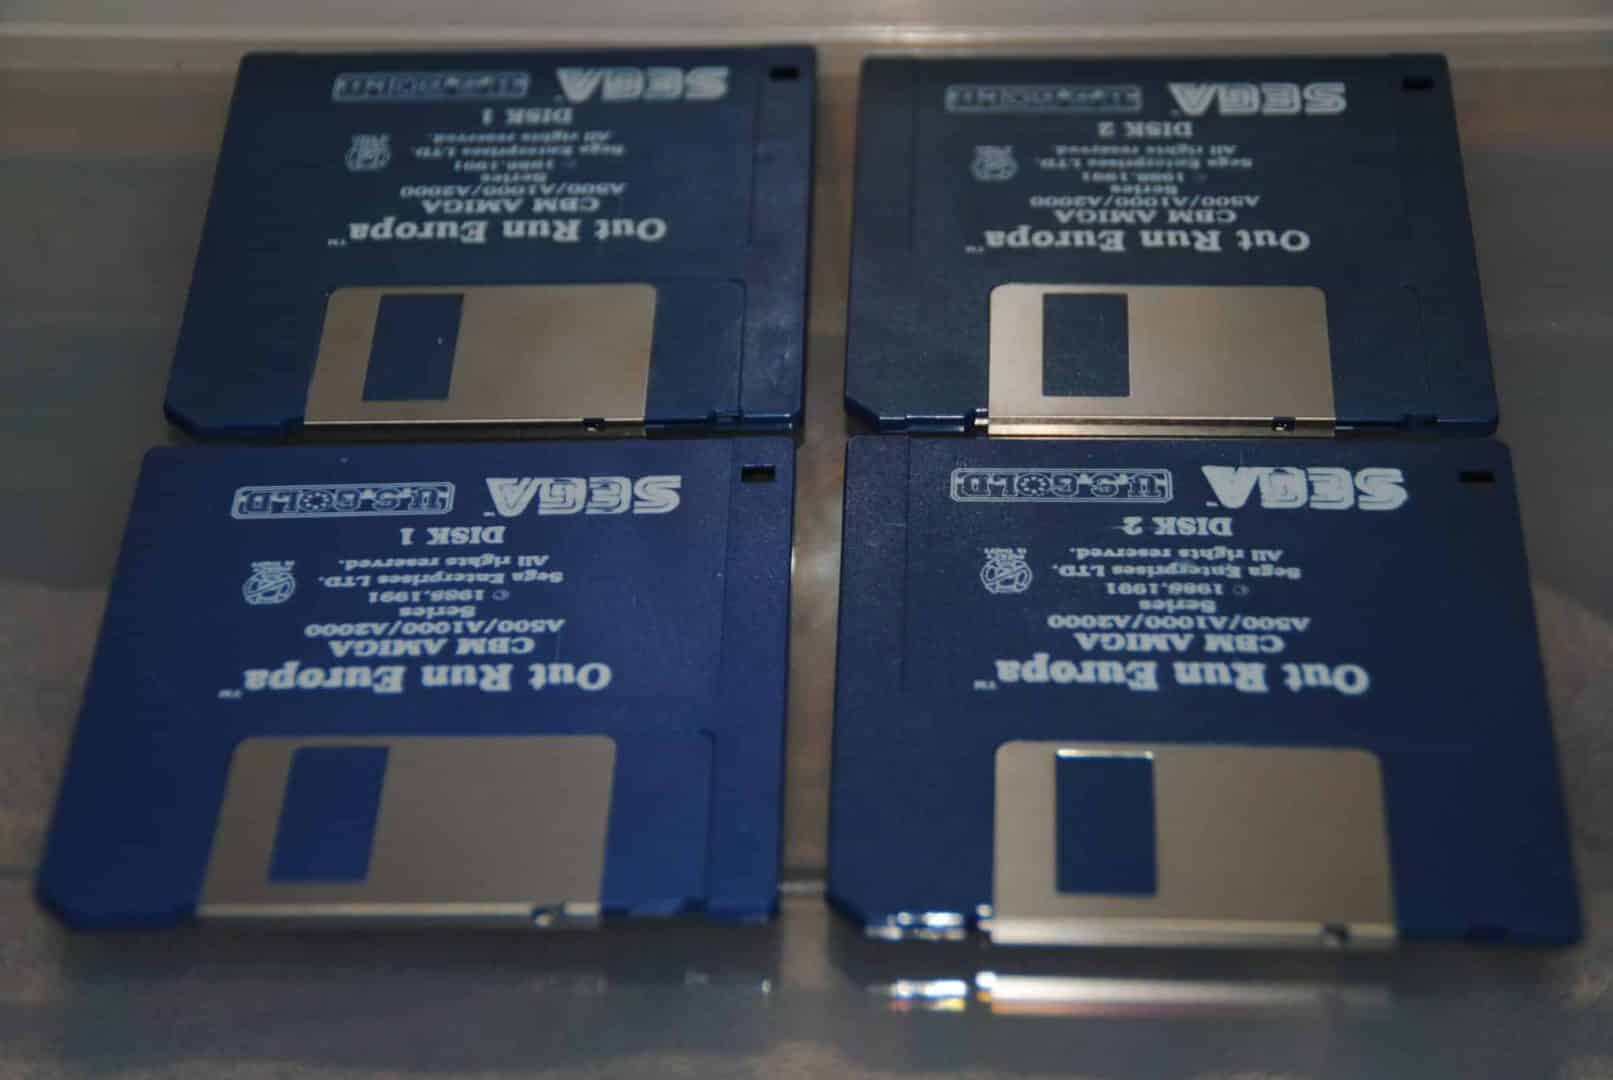 Out Run Europa™
CBM AMIGA
A500/A1000/A2000
Series
© 1988,1991
Sega Enterprises LTD.
All rights reserved.
DISK 2
SEGA™ U.S.GOLD
Out Run Europa™
CBM AMIGA
A500/A1000/A2000
Series
© 1988,1991
Sega Enterprises LTD.
All rights reserved.
DISK 1
SEGA™ U.S.GOLD
Out Run Europa™
CBM AMIGA
A500/A1000/A2000
Series
© 1988,1991
Sega Enterprises LTD.
All rights reserved.
DISK 2
SEGA U.S.GOLD
Out Run Europa™
CBM AMIGA
A500/A1000/A2000
Series
© 1988,1991
Sega Enterprises LTD.
All rights reserved.
DISK 1
SEGA U.S.GOLD